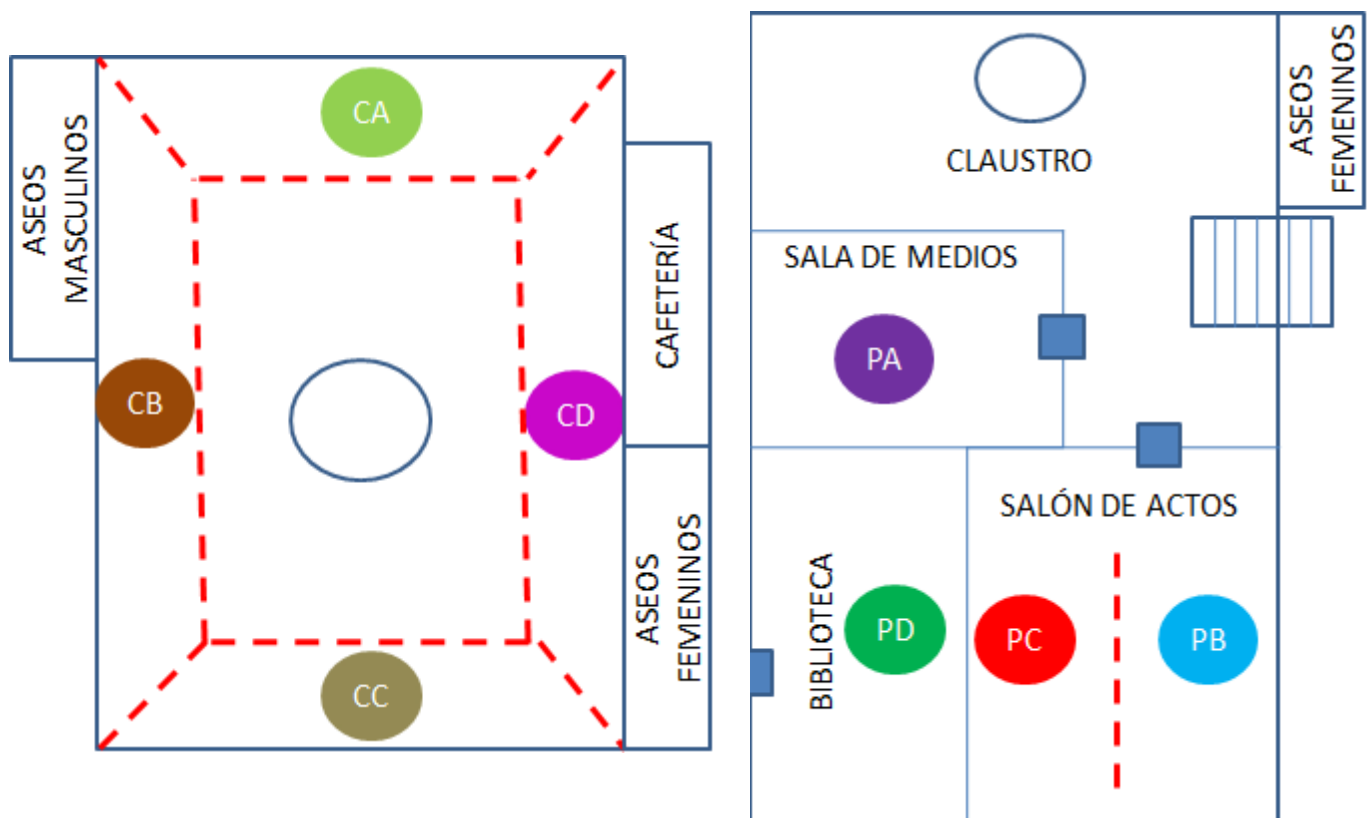 CA
ASEOS
MASCULINOS
CAFETERÍA
CB
CD
ASEOS
FEMENINOS
CC
ASEOS
FEMENINOS
CLAUSTRO
SALA DE MEDIOS
PA
SALÓN DE ACTOS
BIBLIOTECA
PD
PC
PB